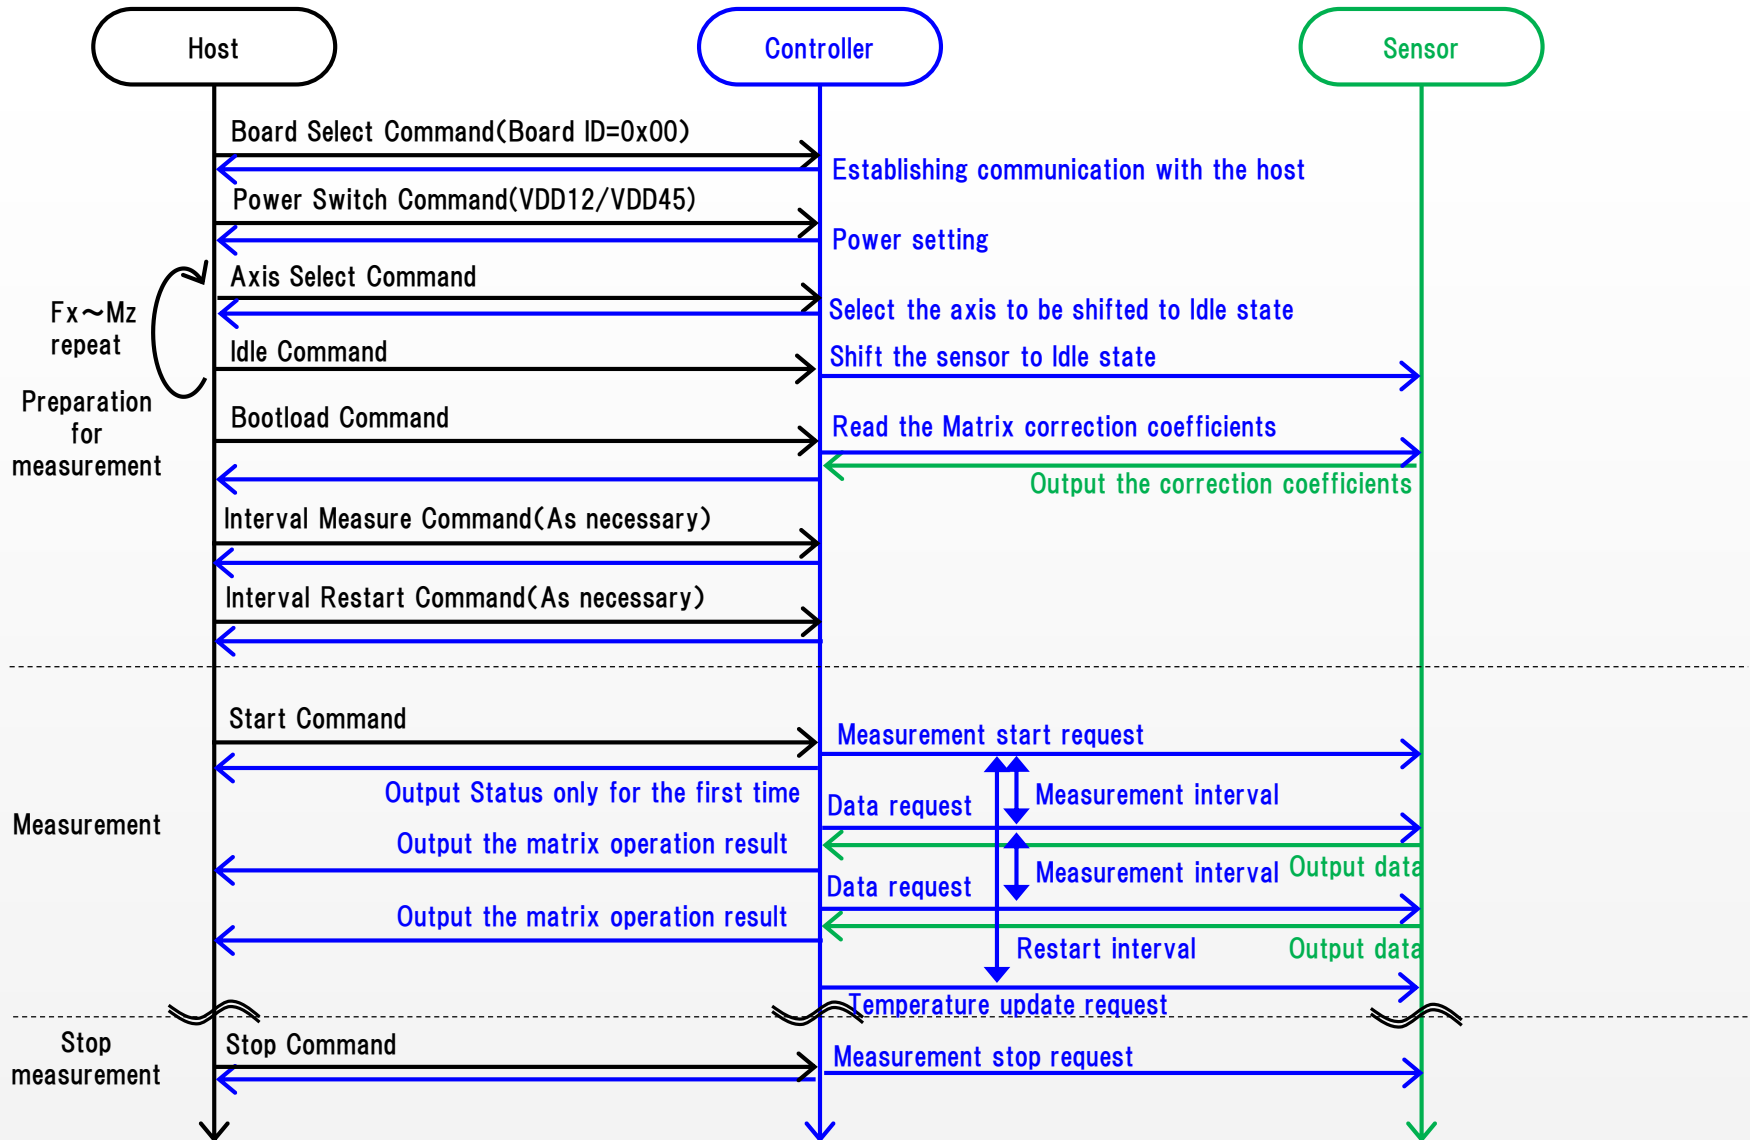 Host
Controller
Sensor
Board Select Command(Board ID=0x00)
Establishing communication with the host
Power Switch Command(VDD12/VDD45)
Power setting
Axis Select Command
Select the axis to be shifted to Idle state
Fx～Mz
repeat
Idle Command
Shift the sensor to Idle state
Preparation
for
measurement
Bootload Command
Read the Matrix correction coefficients
Output the correction coefficients
Interval Measure Command(As necessary)
Interval Restart Command(As necessary)
Start Command
Measurement start request
Output Status only for the first time
Data request
Measurement interval
Measurement
Output the matrix operation result
Output data
Measurement interval
Data request
Output the matrix operation result
Restart interval
Output data
Temperature update request
Stop
measurement
Stop Command
Measurement stop request